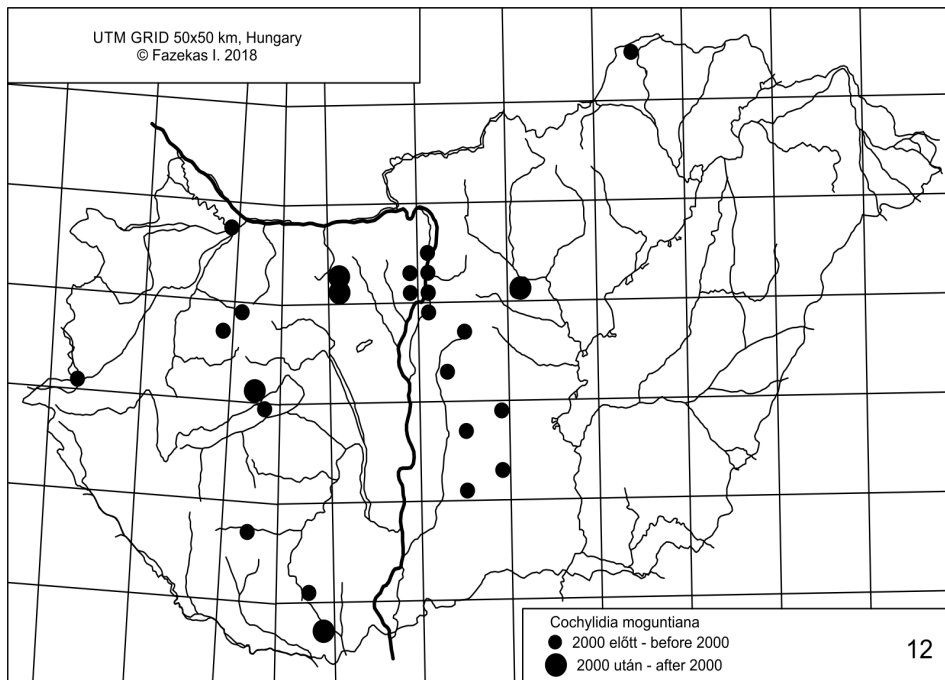 UTM GRID 50x50 km, Hungary
© Fazekas I. 2018
Cochylidia moguntiana
2000 előtt - before 2000
2000 után - after 2000
12